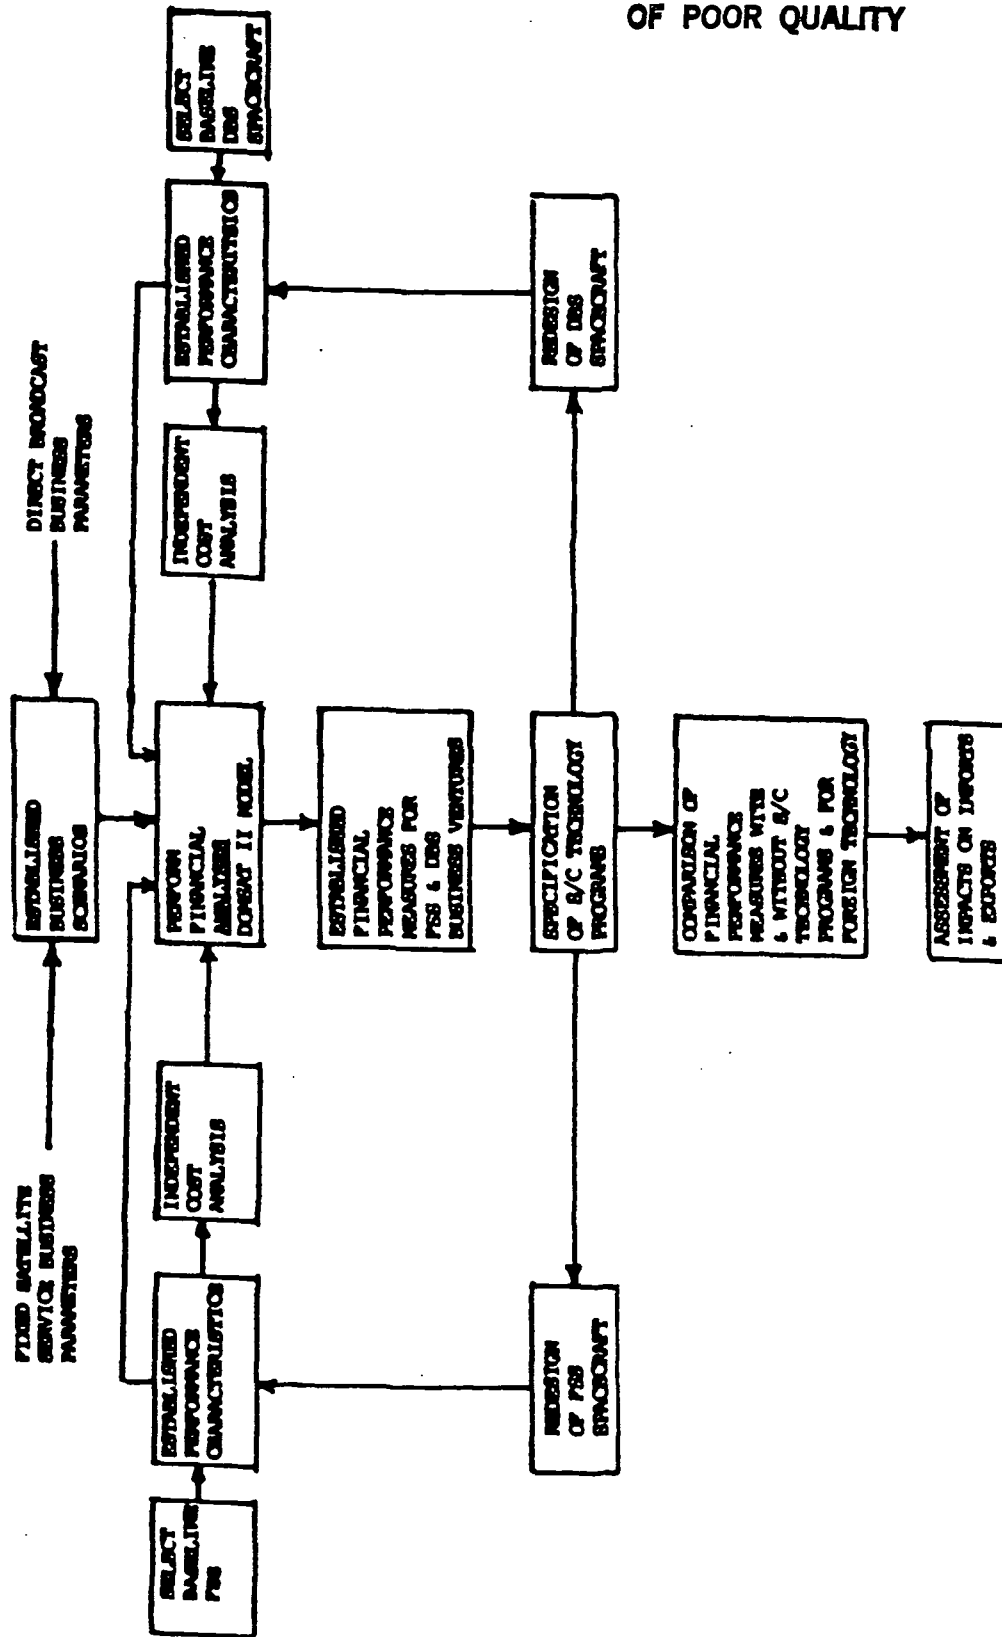 OF POOR QUALITY
FIXED SATELLITE
SERVICE BUSINESS
PARAMETERS
ESTABLISHED
BUSINESS
SCENARIOS
DIRECT BROADCAST
BUSINESS
PARAMETERS
SELECT
BASELINE
FSS
ESTABLISHED
PERFORMANCE
CHARACTERISTICS
INDEPENDENT
COST
ANALYSIS
PERFORM
FINANCIAL
ANALYSES
DOMSAT II MODEL
INDEPENDENT
COST
ANALYSIS
ESTABLISHED
PERFORMANCE
CHARACTERITSICS
SELECT
BASELINE
DBS
SPACECRAFT
ESTABLISHED
FINANCIAL
PERFORMANCE
MEASURES FOR
FSS & DBS
BUSINESS VENTURES
REDESIGN
OF FSS
SPACECRAFT
SPECIFICATION
OF S/C TECHNOLOGY
PROGRAMS
REDESIGN
OF DBS
SPACECRAFT
COMPARISON OF
FINANCIAL
PERFORMANCE
MEASURES WITH
& WITHOUT S/C
TECHNOLOGY
PROGRAMS & FOR
FOREIGN TECHNOLOGY
ASSESSMENT OF
IMPACTS ON IMPORTS
& EXPORTS